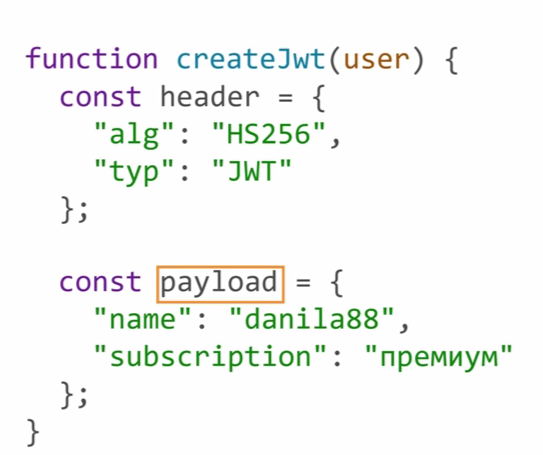 function createJwt(user) {
  const header = {
    "alg": "HS256",
    "typ": "JWT"
  };
  const payload = {
    "name": "danila88",
    "subscription": "премиум"
  };
}